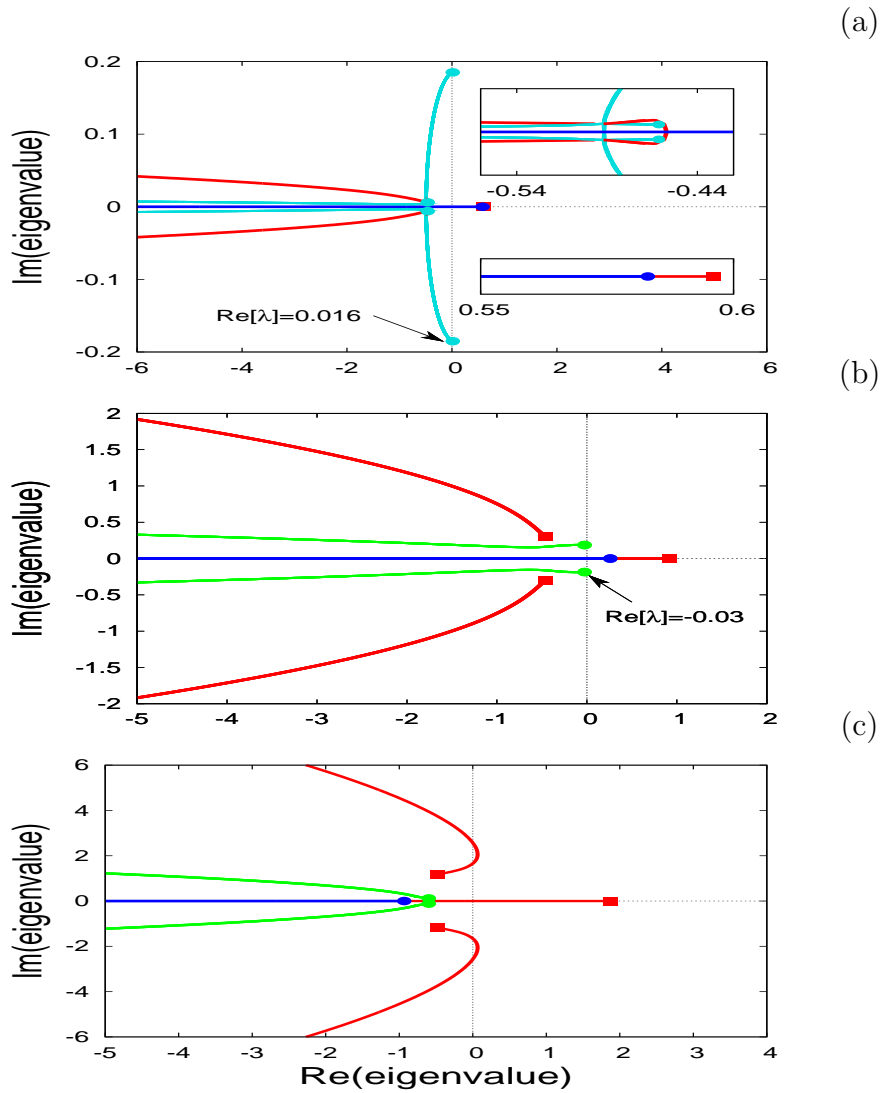 (a)
0.2
0.1
0
-0.1
-0.2
Im(eigenvalue)
-0.54 -0.44
0.55 0.6
Re[λ]=0.016
-6 -4 -2 0 2 4 6
(b)
2
1.5
1
0.5
0
-0.5
-1
-1.5
-2
Im(eigenvalue)
Re[λ]=-0.03
-5 -4 -3 -2 -1 0 1 2
(c)
6
4
2
0
-2
-4
-6
Im(eigenvalue)
-5 -4 -3 -2 -1 0 1 2 3 4
Re(eigenvalue)